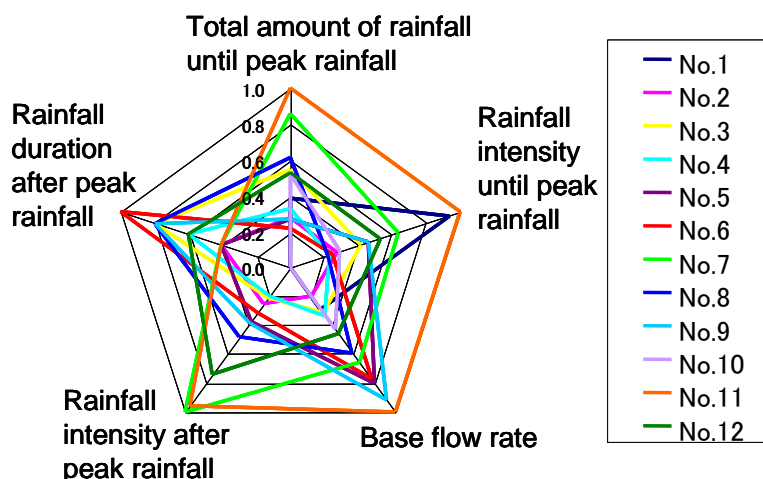 Total amount of rainfall
until peak rainfall
Rainfall
duration
after peak
rainfall
1.0
0.8
0.6
0.4
0.2
0.0
Rainfall
intensity
until peak
rainfall
Rainfall
intensity after
peak rainfall
Base flow rate
No.1
No.2
No.3
No.4
No.5
No.6
No.7
No.8
No.9
No.10
No.11
No.12